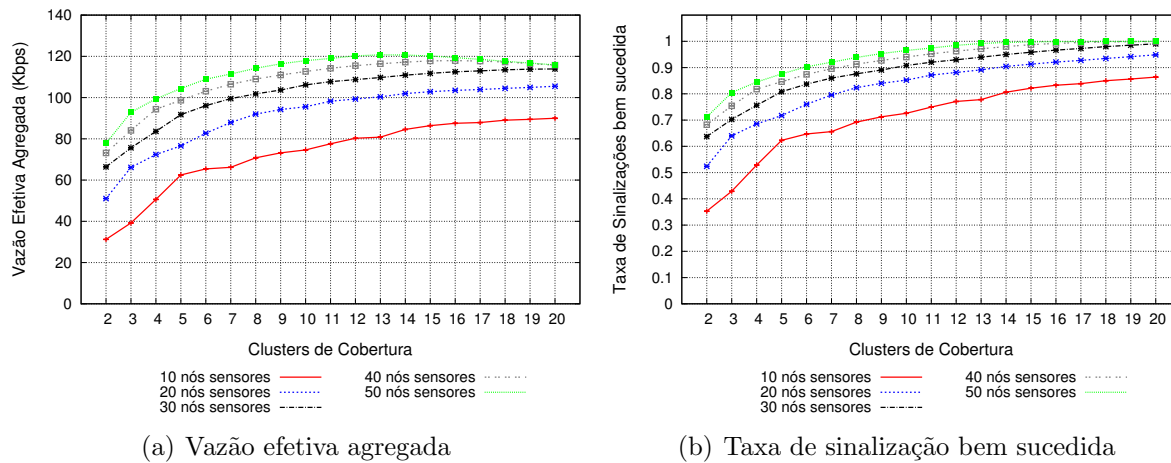 Vazão Efetiva Agregada (Kbps)
140
120
100
80
60
40
20
0
2 3 4 5 6 7 8 9 10 11 12 13 14 15 16 17 18 19 20
Clusters de Cobertura
10 nós sensores
20 nós sensores
30 nós sensores
40 nós sensores
50 nós sensores
(a) Vazão efetiva agregada
Taxa de Sinalizações bem sucedida
1
0.9
0.8
0.7
0.6
0.5
0.4
0.3
0.2
0.1
0
2 3 4 5 6 7 8 9 10 11 12 13 14 15 16 17 18 19 20
Clusters de Cobertura
10 nós sensores
20 nós sensores
30 nós sensores
40 nós sensores
50 nós sensores
(b) Taxa de sinalização bem sucedida